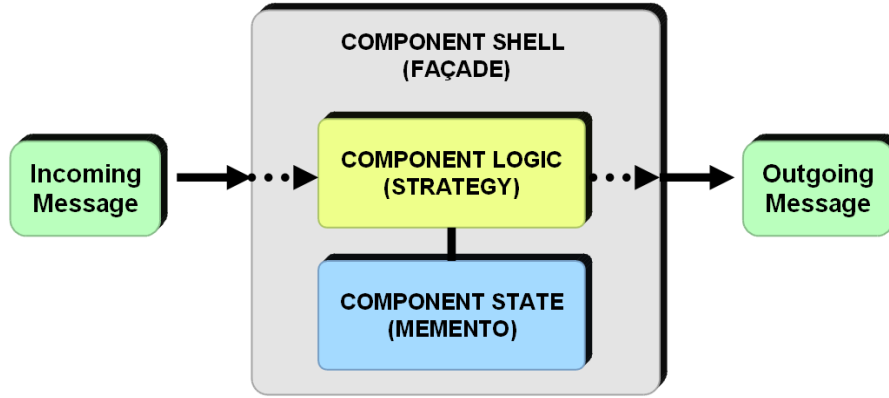 COMPONENT SHELL
(FAÇADE)
Incoming
Message
COMPONENT LOGIC
(STRATEGY)
COMPONENT STATE
(MEMENTO)
Outgoing
Message